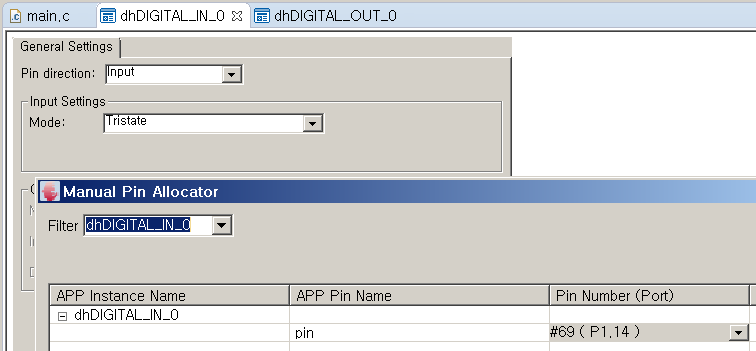 main.c dhDIGITAL_IN_0 dhDIGITAL_OUT_0
General Settings
Pin direction: Input
Input Settings
Mode: Tristate
Manual Pin Allocator
Filter dhDIGITAL_IN_0
APP Instance Name APP Pin Name Pin Number (Port)
dhDIGITAL_IN_0
pin #69 ( P1.14 )